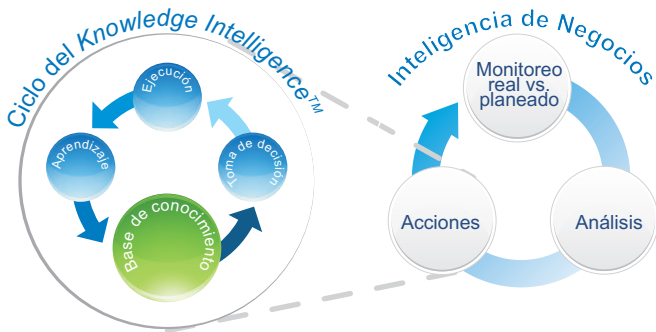 Ciclo del Knowledge Intelligence™
Ejecución
Aprendizaje
Toma de decisión
Base de conocimiento
Inteligencia de Negocios
Monitoreo
real vs.
planeado
Acciones
Análisis